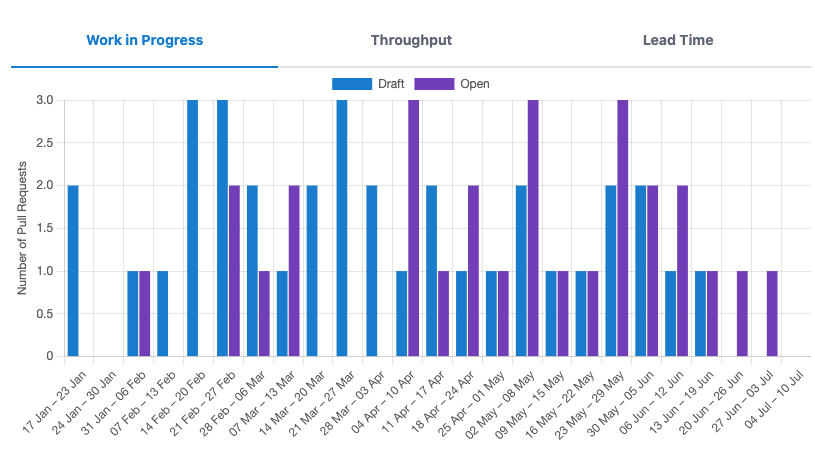 Work in Progress
Throughput
Lead Time
Draft
Open
Number of Pull Requests
3.0
2.5
2.0
1.5
1.0
0.5
0
17 Jan – 23 Jan
24 Jan – 30 Jan
31 Jan – 06 Feb
07 Feb – 13 Feb
14 Feb – 20 Feb
21 Feb – 27 Feb
28 Feb – 06 Mar
07 Mar – 13 Mar
14 Mar – 20 Mar
21 Mar – 27 Mar
28 Mar – 03 Apr
04 Apr – 10 Apr
11 Apr – 17 Apr
18 Apr – 24 Apr
25 Apr – 01 May
02 May – 08 May
09 May – 15 May
16 May – 22 May
23 May – 29 May
30 May – 05 Jun
06 Jun – 12 Jun
13 Jun – 19 Jun
20 Jun – 26 Jun
27 Jun – 03 Jul
04 Jul – 10 Jul